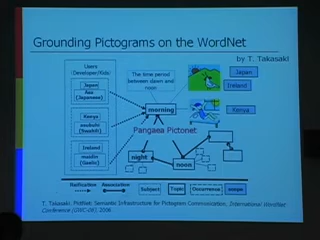 Grounding Pictograms on the WordNet
by T. Takasaki
Users
(Developer/Kids)
Japan
Asa
(Japanese)
Kenya
asubuhi
(Swahili)
Ireland
maidin
(Gaelic)
The time period
between dawn and
noon
Japan
Ireland
Kenya
morning
Pangaea Pictonet
night
noon
Reification
Association
Subject
Topic
Occurrence
scope
T. Takasaki, PictNet: Semantic Infrastructure for Pictogram Communication, International WordNet
Conference (GWC-06) 2006